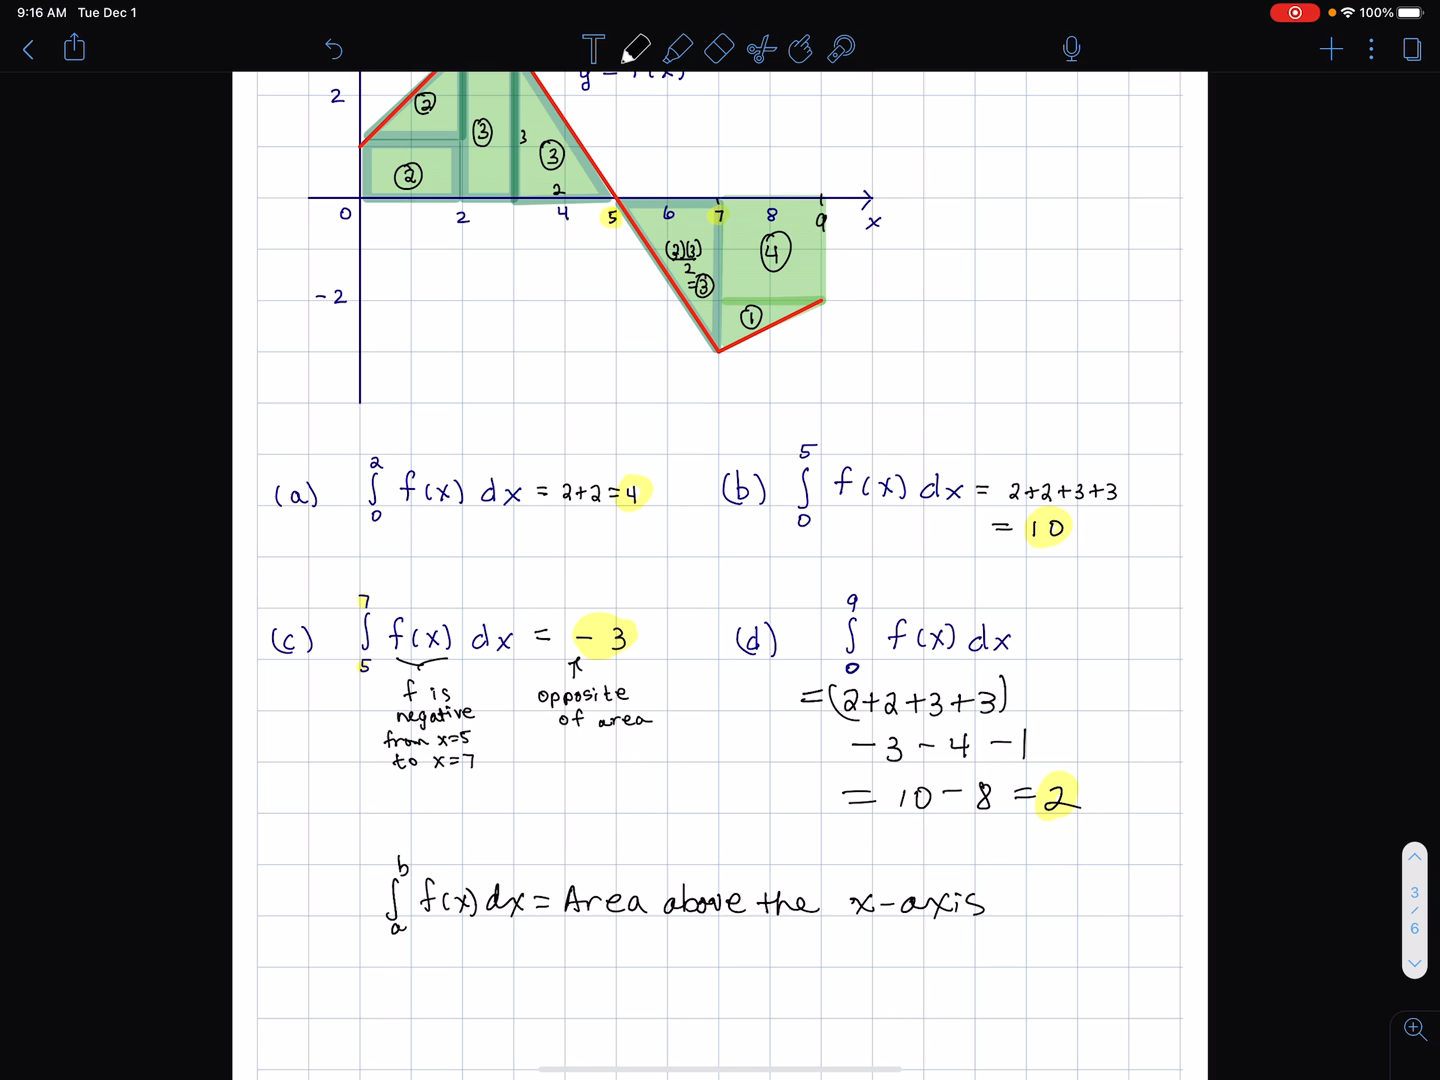 9:16 AM Tue Dec 1
100%
T
y = f(x)
2
②
③
3
③
②
2
0
2
4
5
6
7
8
9
x
(2)(3)
2
=③
④
-2
①
(a) ∫₀² f(x) dx = 2+2=4
(b) ∫₀⁵ f(x) dx = 2+2+3+3
= 10
(c) ∫₅⁷ f(x) dx = - 3
f is
negative
from x=5
to x=7
opposite
of area
(d) ∫₀⁹ f(x) dx
=(2+2+3+3)
-3 - 4 - 1
= 10 - 8 = 2
∫ₐᵇ f(x) dx = Area above the x-axis
3
/
6